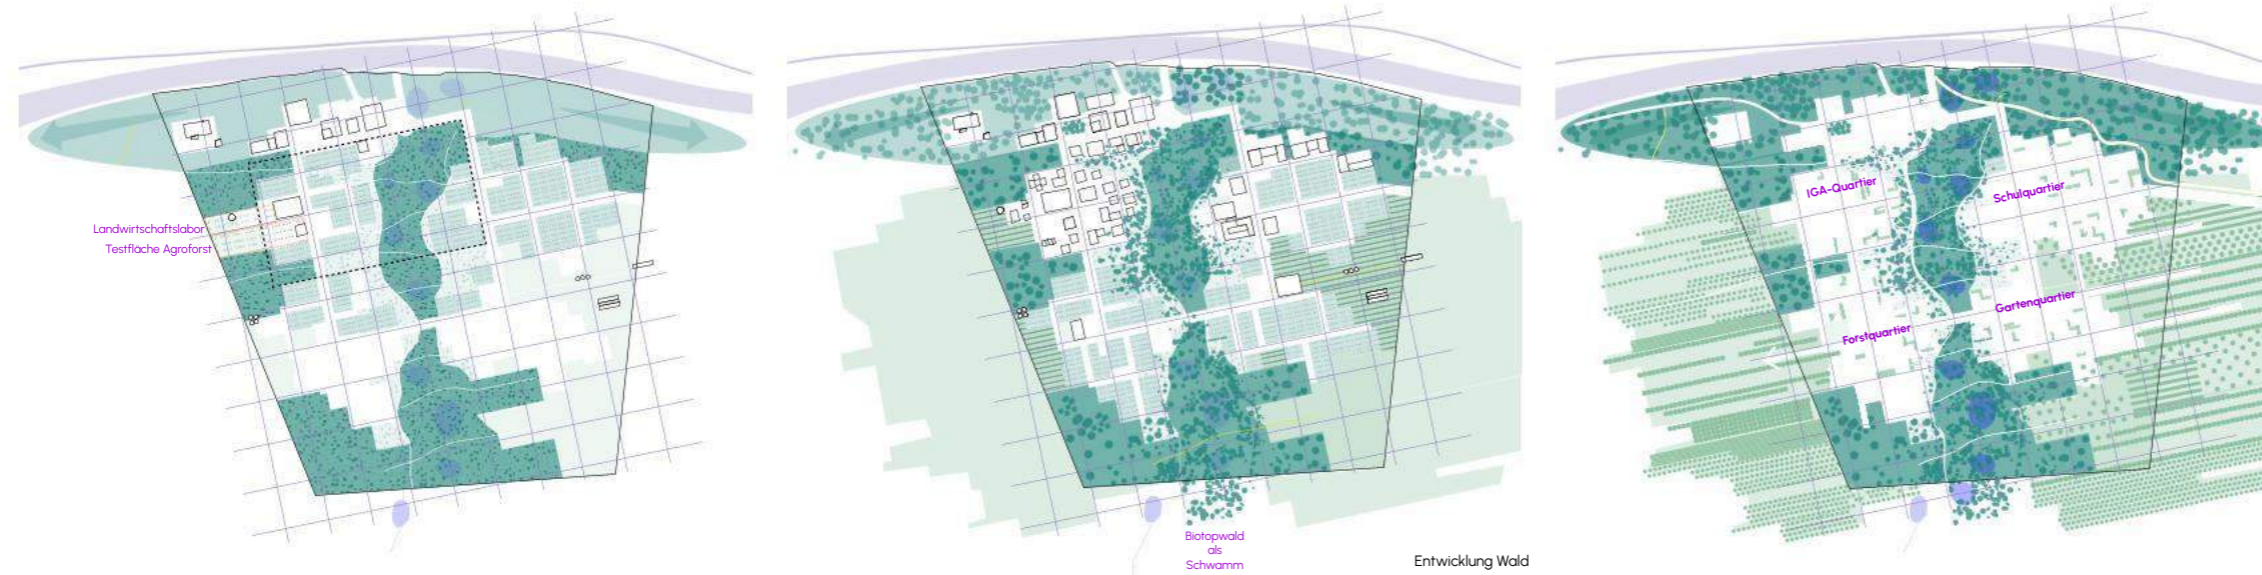 Landwirtschaftslabor
Testfläche Agroforst
Biotopwald
als
Schwamm
Entwicklung Wald
IGA-Quartier
Schulquartier
Gartenquartier
Forstquartier